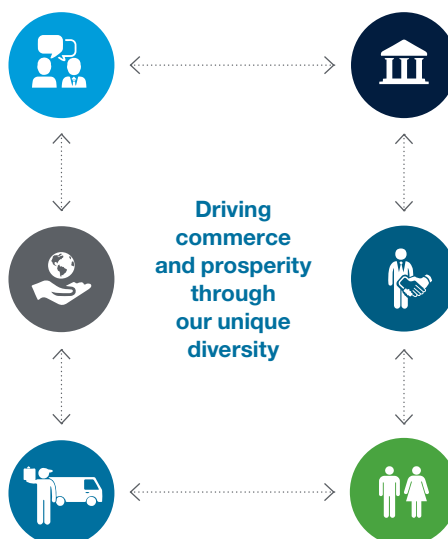 Driving
commerce
and prosperity
through
our unique
diversity